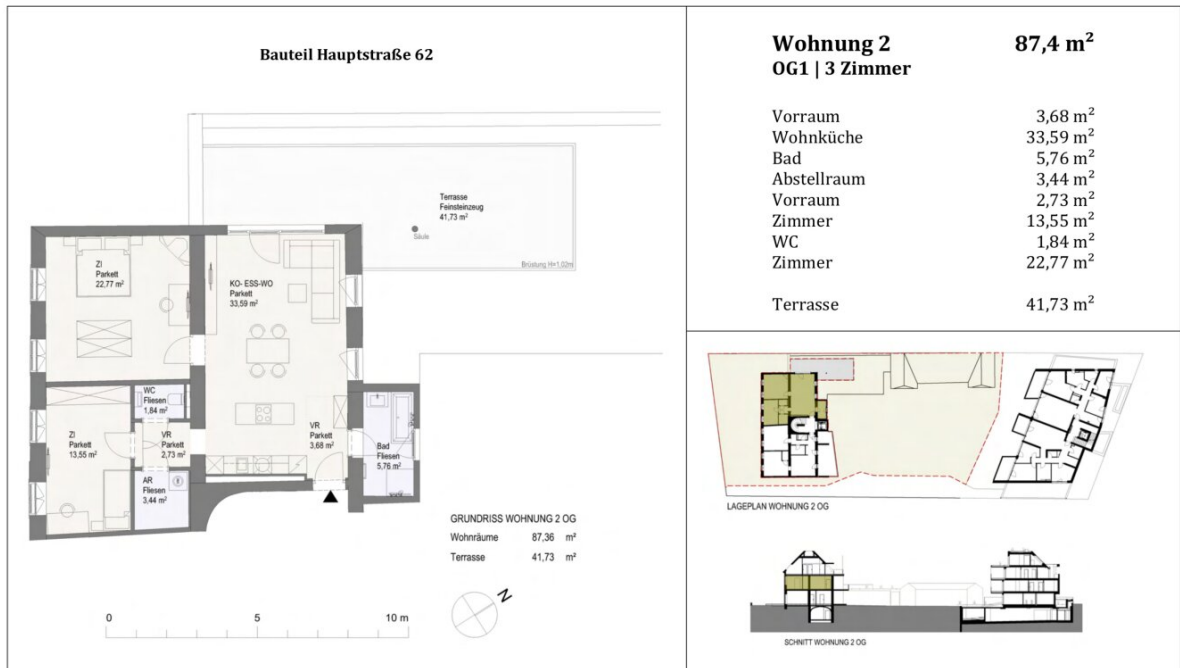 Bauteil Hauptstraße 62
Terrasse
Feinsteinzeug
41,73 m²
Säule
Brüstung H=1,02m
ZI
Parkett
22,77 m²
KO- ESS-WO
Parkett
33,59 m²
WC
Fliesen
1,84 m²
ZI
Parkett
13,55 m²
VR
Parkett
2,73 m²
VR
Parkett
3,68 m²
Bad
Fliesen
5,76 m²
AR
Fliesen
3,44 m²
GRUNDRISS WOHNUNG 2 OG
Wohnräume 87,36 m²
Terrasse 41,73 m²
N
0 5 10 m
Wohnung 2 87,4 m²
OG1 | 3 Zimmer
Vorraum 3,68 m²
Wohnküche 33,59 m²
Bad 5,76 m²
Abstellraum 3,44 m²
Vorraum 2,73 m²
Zimmer 13,55 m²
WC 1,84 m²
Zimmer 22,77 m²
Terrasse 41,73 m²
LAGEPLAN WOHNUNG 2 OG
SCHNITT WOHNUNG 2 OG